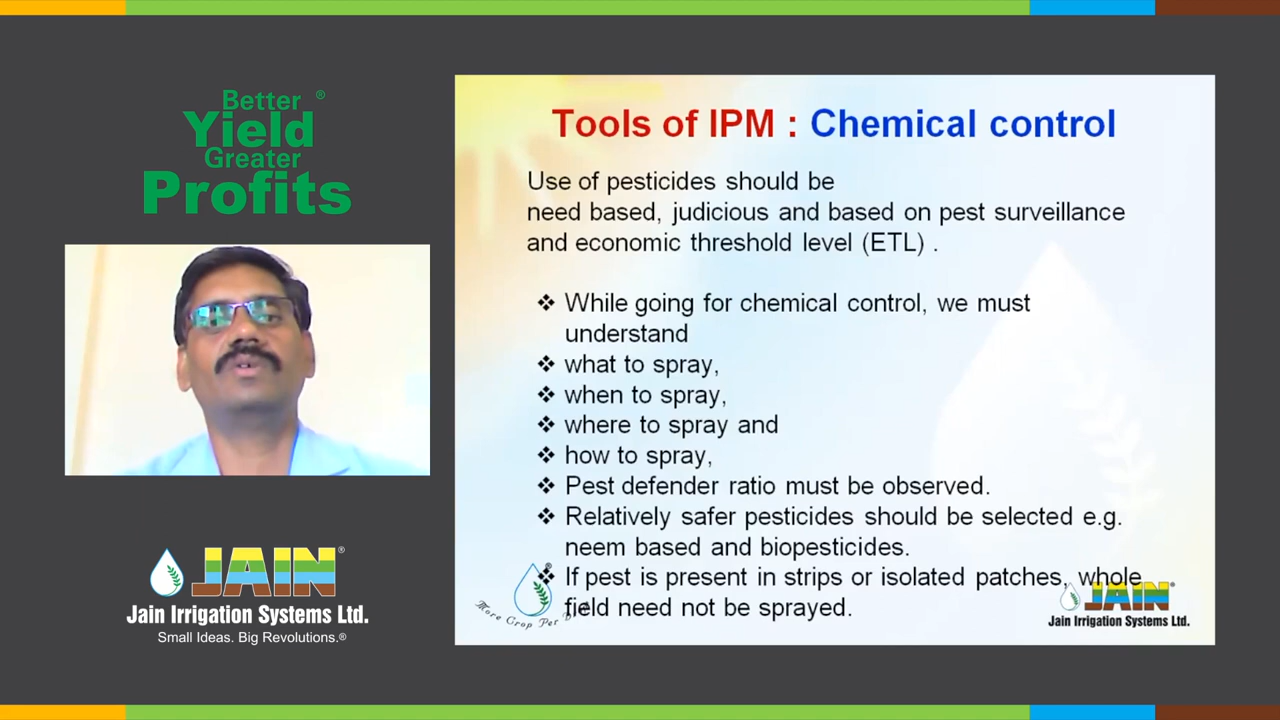 Better ®
Yield
Greater
Profits
JAIN®
Jain Irrigation Systems Ltd.
Small Ideas. Big Revolutions.®
Tools of IPM : Chemical control
Use of pesticides should be
need based, judicious and based on pest surveillance
and economic threshold level (ETL) .
❖ While going for chemical control, we must
understand
❖ what to spray,
❖ when to spray,
❖ where to spray and
❖ how to spray,
❖ Pest defender ratio must be observed.
❖ Relatively safer pesticides should be selected e.g.
neem based and biopesticides.
❖ If pest is present in strips or isolated patches, whole
field need not be sprayed.
More Crop Per
JAIN®
Jain Irrigation Systems Ltd.